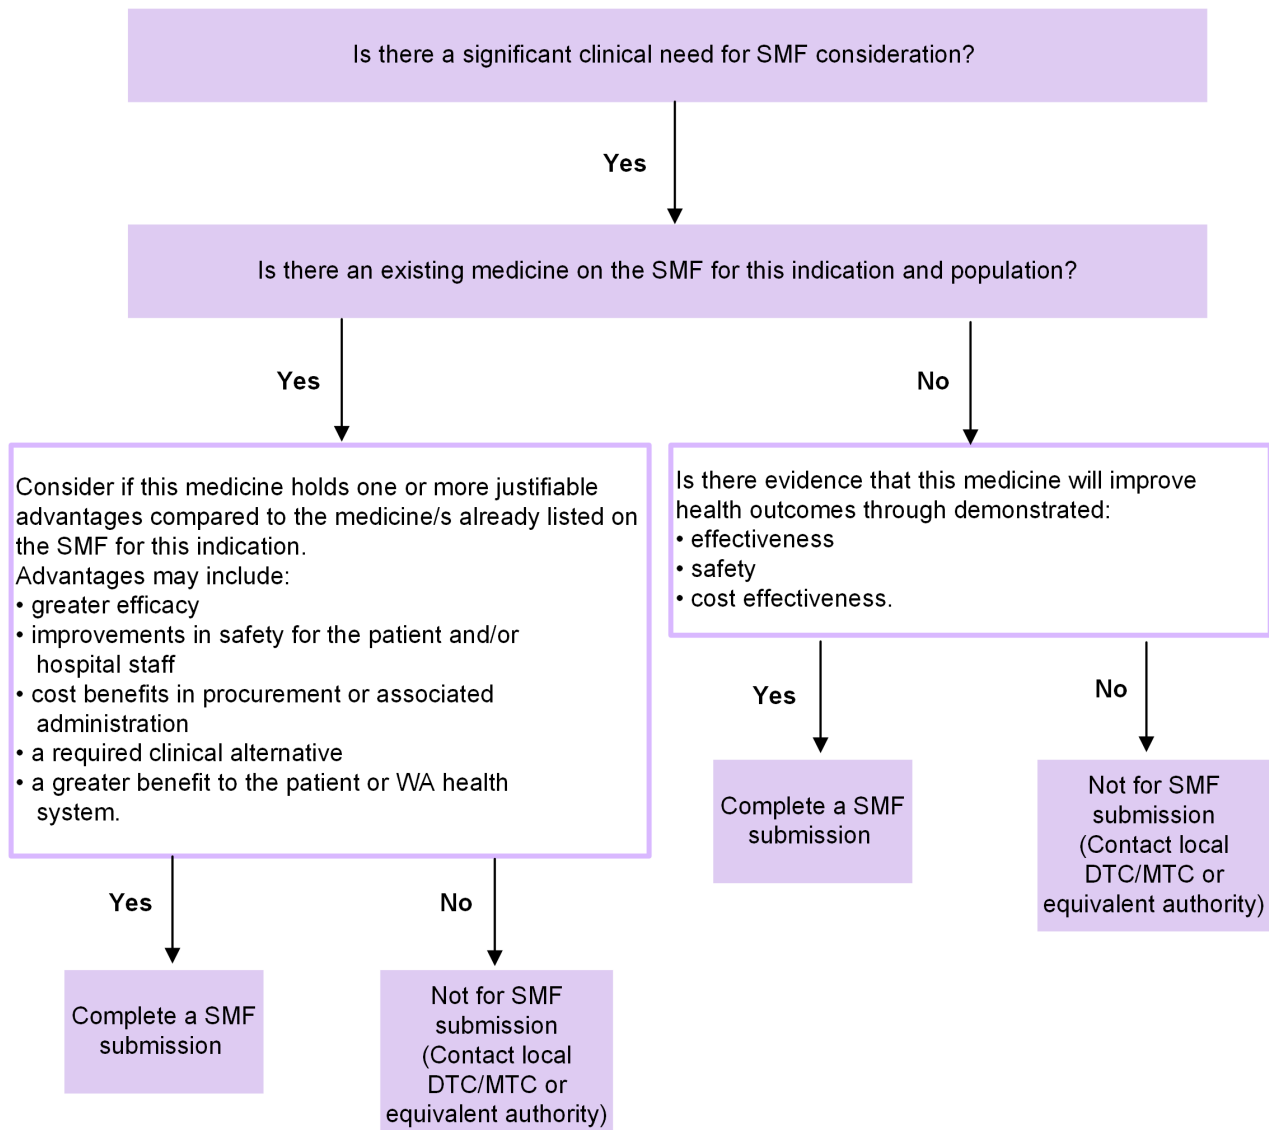 Is there a significant clinical need for SMF consideration?
Yes
Is there an existing medicine on the SMF for this indication and population?
Yes
No
Consider if this medicine holds one or more justifiable
advantages compared to the medicine/s already listed on
the SMF for this indication.
Advantages may include:
• greater efficacy
• improvements in safety for the patient and/or
hospital staff
• cost benefits in procurement or associated
administration
• a required clinical alternative
• a greater benefit to the patient or WA health
system.
Is there evidence that this medicine will improve
health outcomes through demonstrated:
• effectiveness
• safety
• cost effectiveness.
Yes
No
Complete a SMF
submission
Not for SMF
submission
(Contact local
DTC/MTC or
equivalent authority)
Yes
No
Complete a SMF
submission
Not for SMF
submission
(Contact local
DTC/MTC or
equivalent authority)